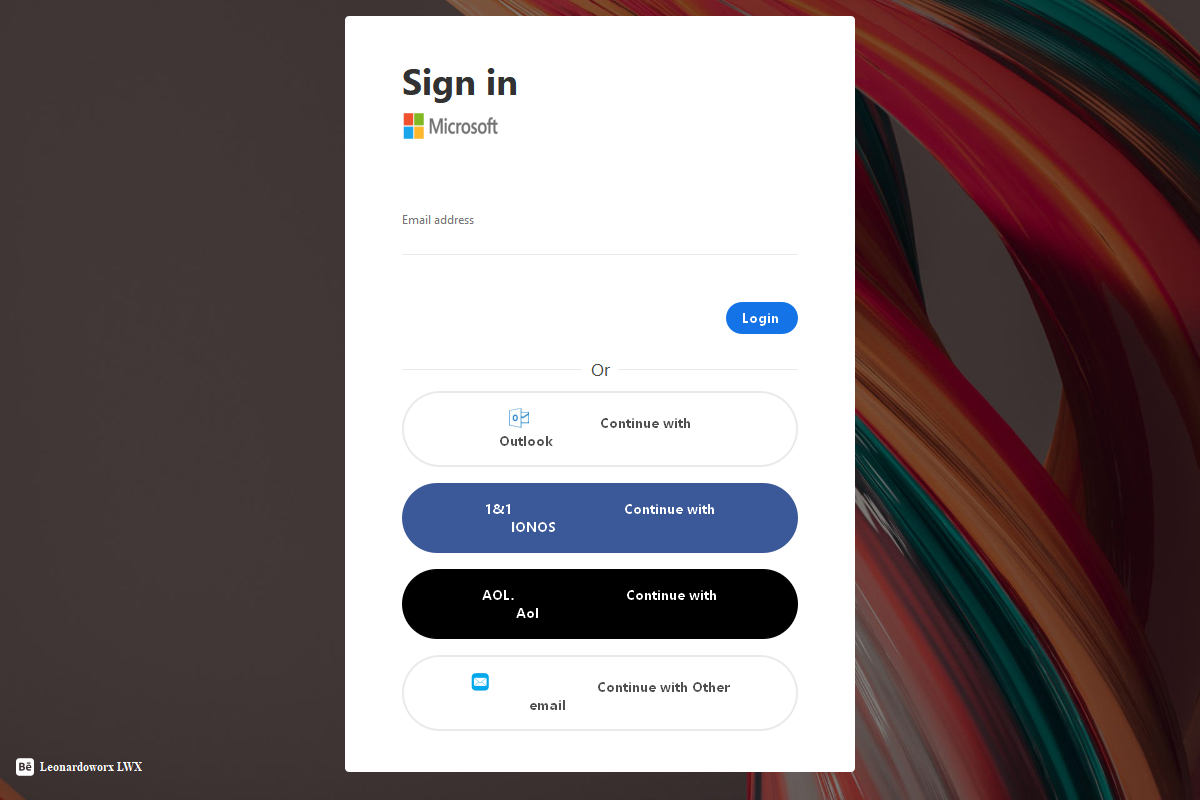 Sign in
Microsoft
Email address
Login
Or
Continue with
Outlook
1&1 Continue with
IONOS
AOL. Continue with
Aol
Continue with Other
email
Bē Leonardoworx LWX